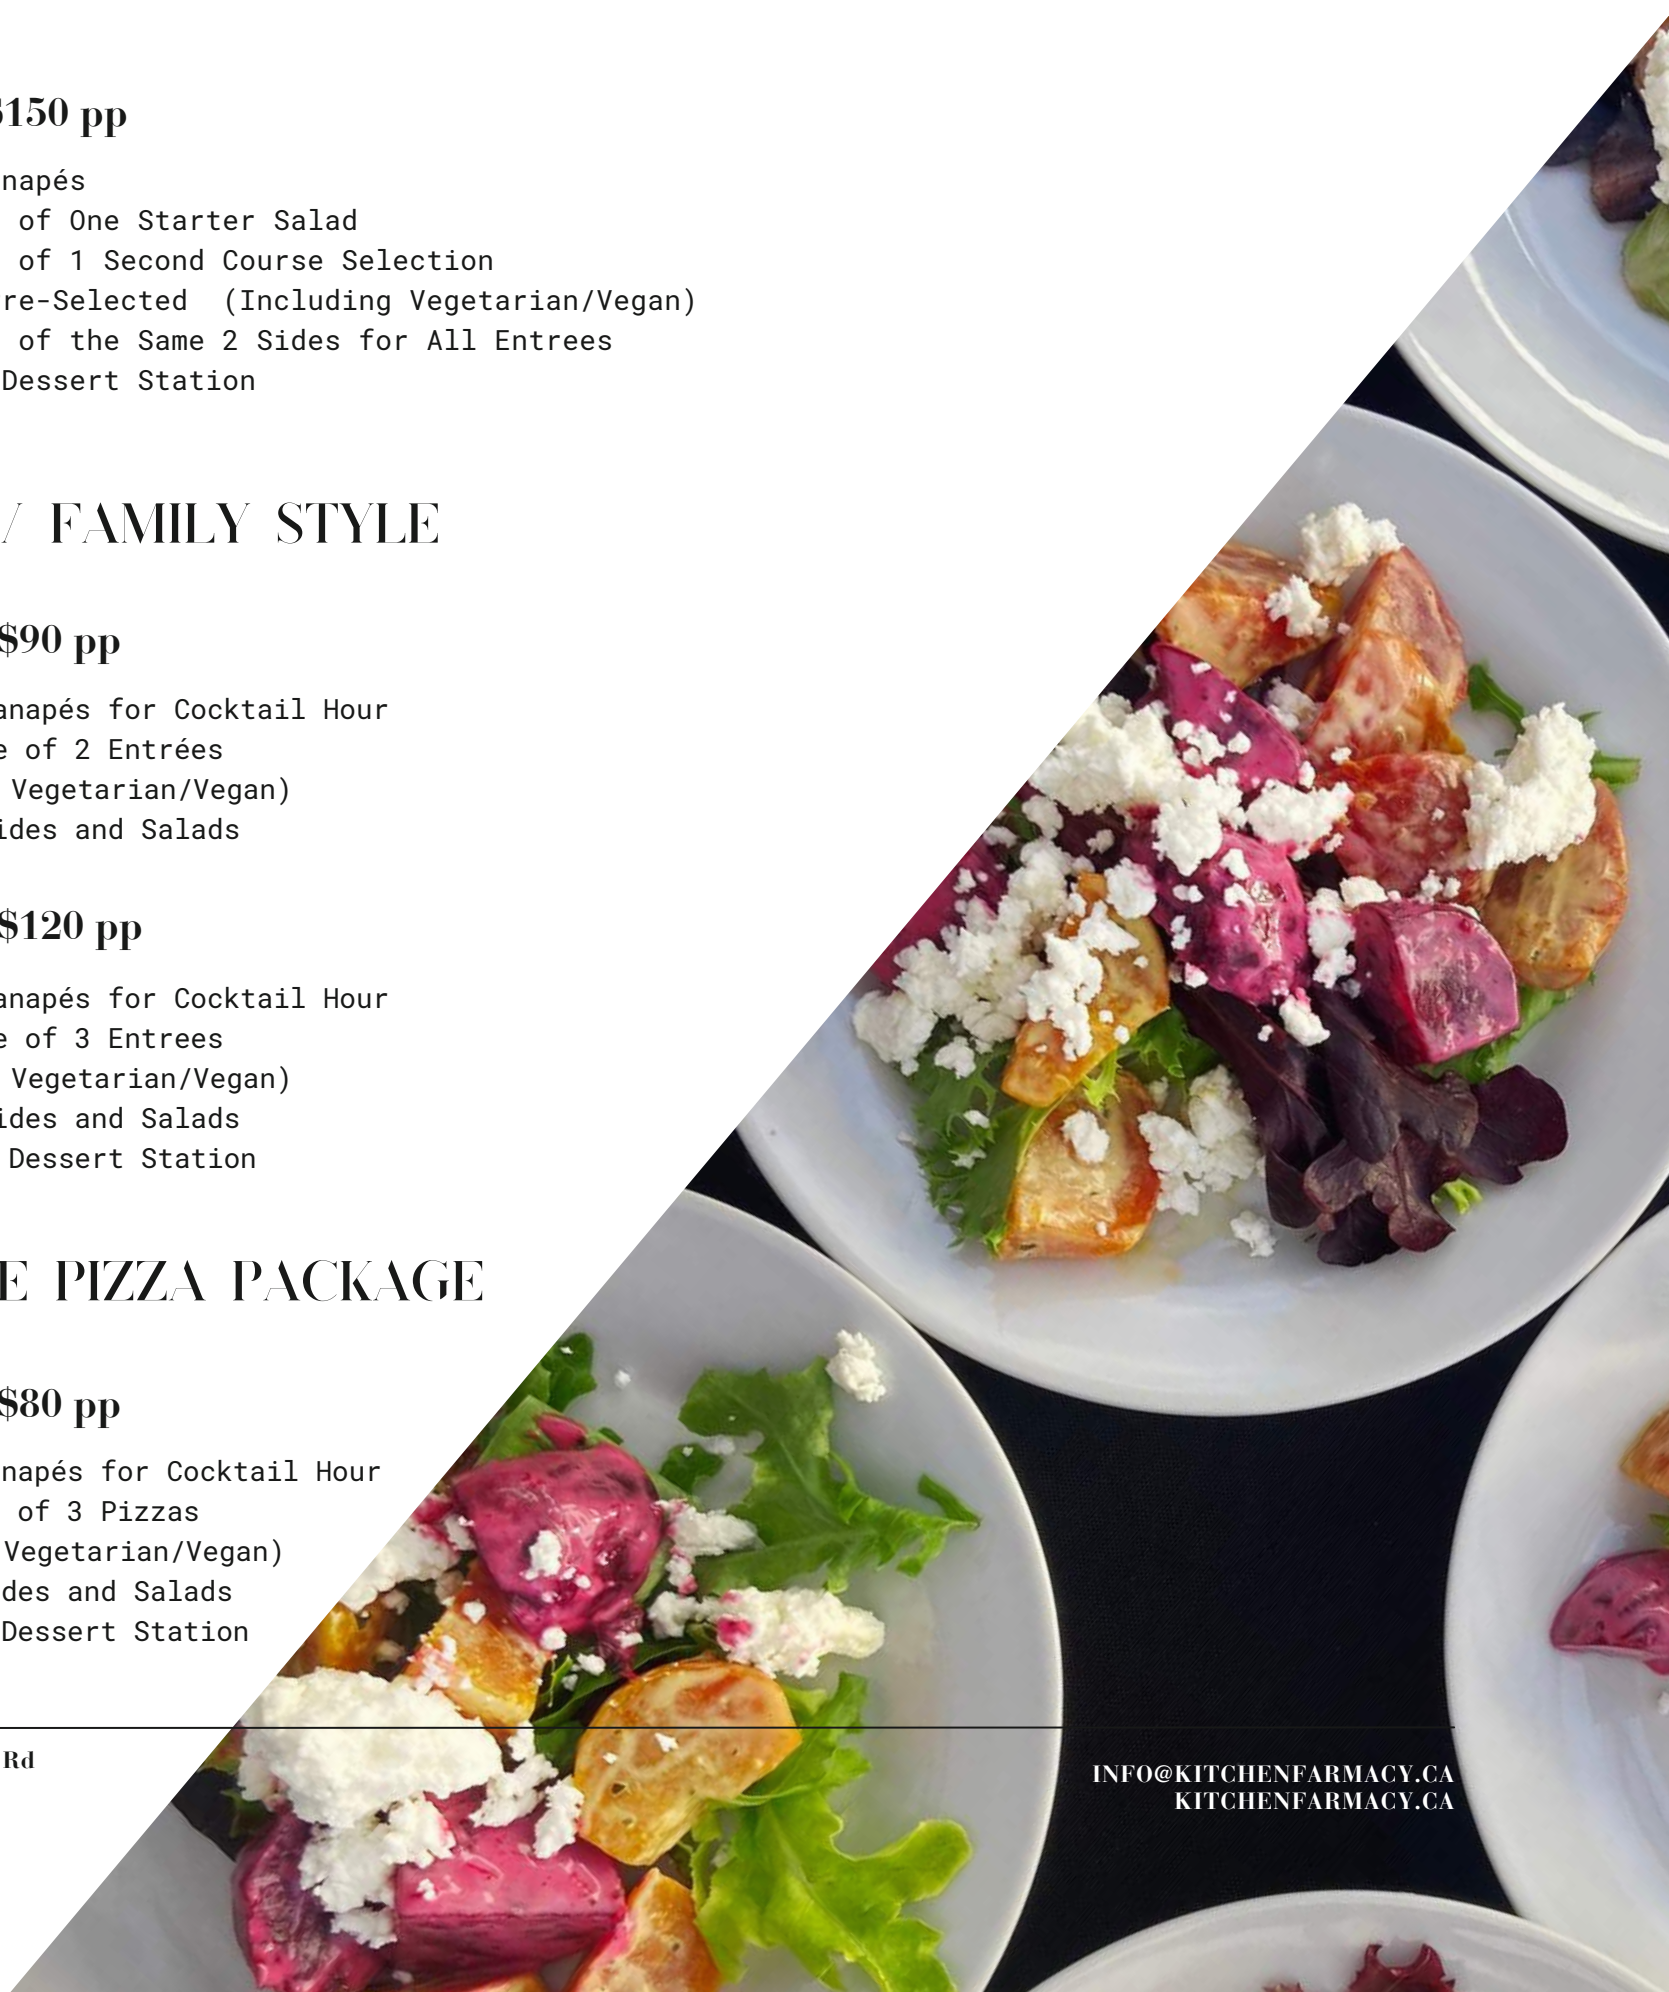 $150 pp
napés
of One Starter Salad
of 1 Second Course Selection
re-Selected (Including Vegetarian/Vegan)
of the Same 2 Sides for All Entrees
Dessert Station
/ FAMILY STYLE
$90 pp
anapés for Cocktail Hour
e of 2 Entrées
Vegetarian/Vegan)
ides and Salads
$120 pp
anapés for Cocktail Hour
e of 3 Entrees
Vegetarian/Vegan)
ides and Salads
Dessert Station
E PIZZA PACKAGE
$80 pp
napés for Cocktail Hour
of 3 Pizzas
Vegetarian/Vegan)
des and Salads
Dessert Station
Rd
INFO@KITCHENFARMACY.CA
KITCHENFARMACY.CA